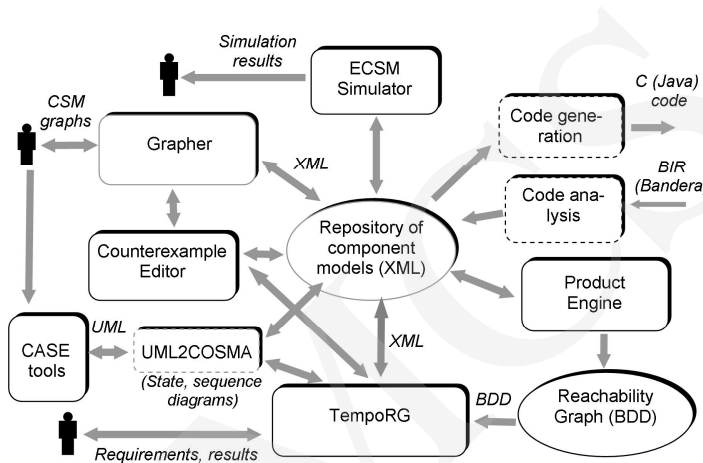 Simulation
results
ECSM
Simulator
C (Java)
code
Code gene-
ration
CSM
graphs
Grapher
XML
BIR
(Bandera
Code ana-
lysis
Repository of
component
models (XML)
Counterexample
Editor
Product
Engine
UML
XML
CASE
tools
UML2COSMA
(State, sequence
diagrams)
TempoRG
BDD
Reachability
Graph (BDD)
Requirements, results